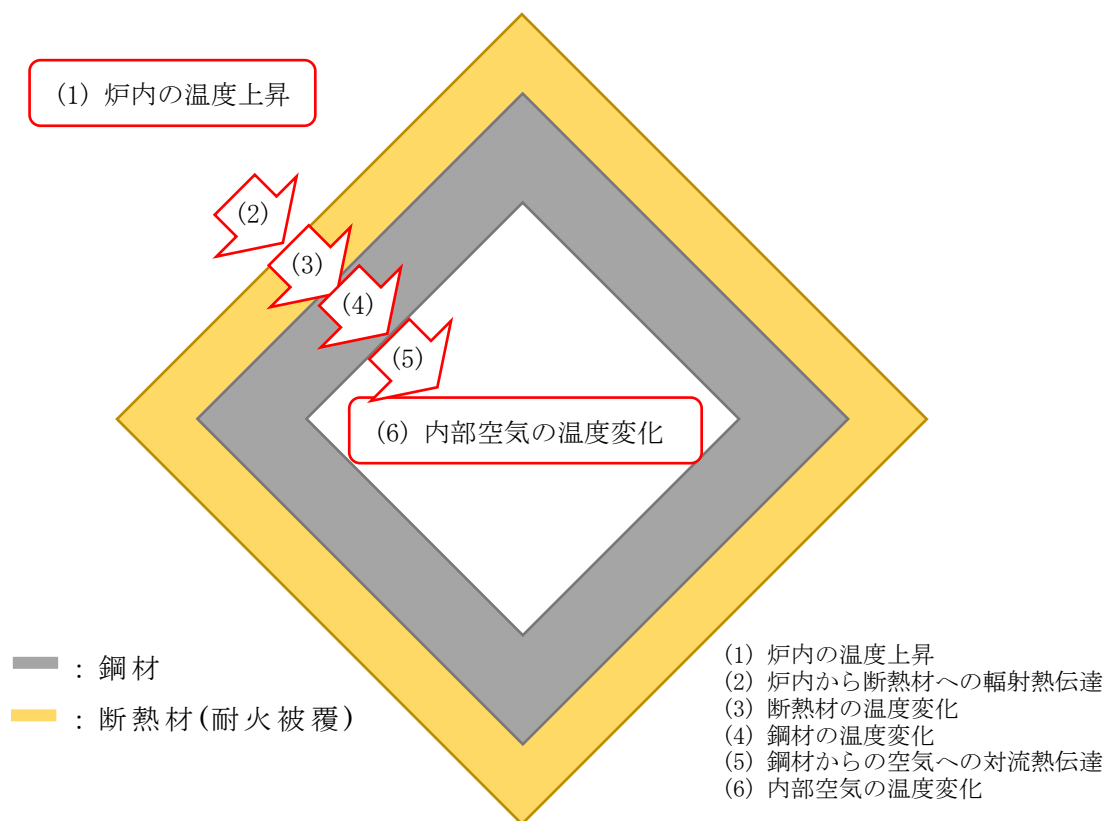 (1) 炉内の温度上昇
(2)
(3)
(4)
(5)
(6) 内部空気の温度変化
: 鋼材
: 断熱材(耐火被覆)
(1) 炉内の温度上昇
(2) 炉内から断熱材への輻射熱伝達
(3) 断熱材の温度変化
(4) 鋼材の温度変化
(5) 鋼材からの空気への対流熱伝達
(6) 内部空気の温度変化